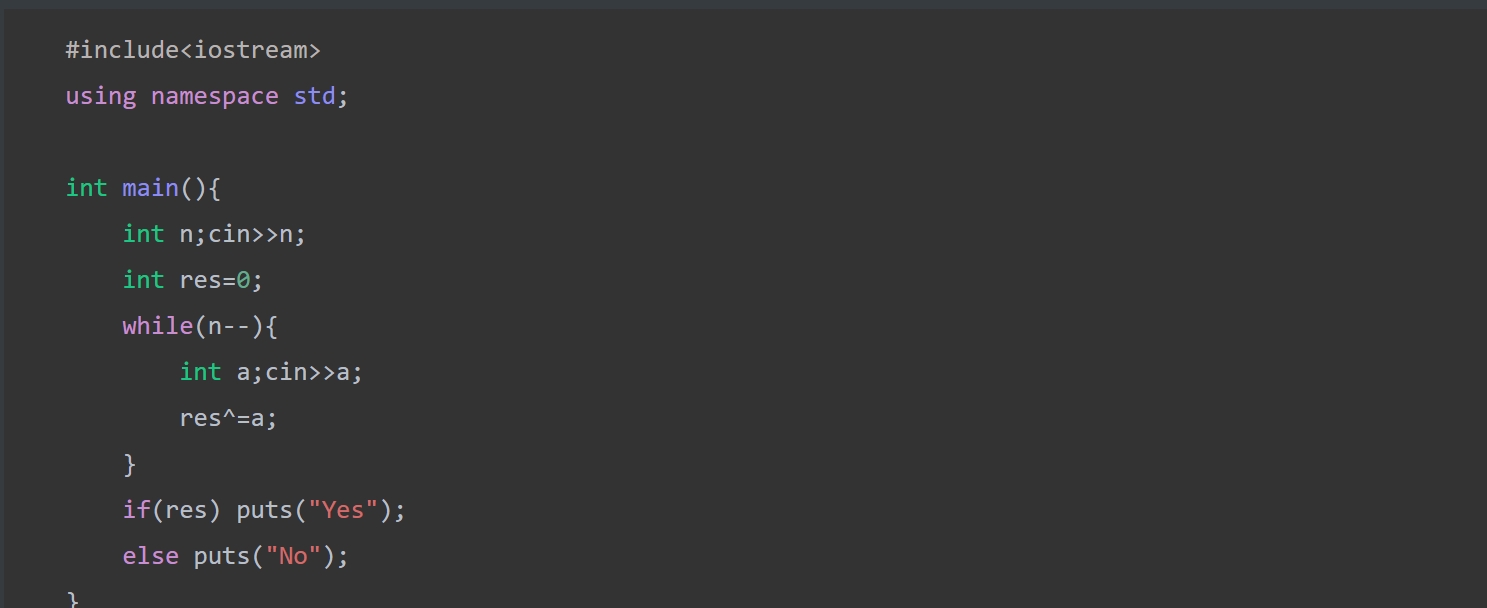 #include<iostream>
using namespace std;

int main(){
    int n;cin>>n;
    int res=0;
    while(n--){
        int a;cin>>a;
        res^=a;
    }
    if(res) puts("Yes");
    else puts("No");
}